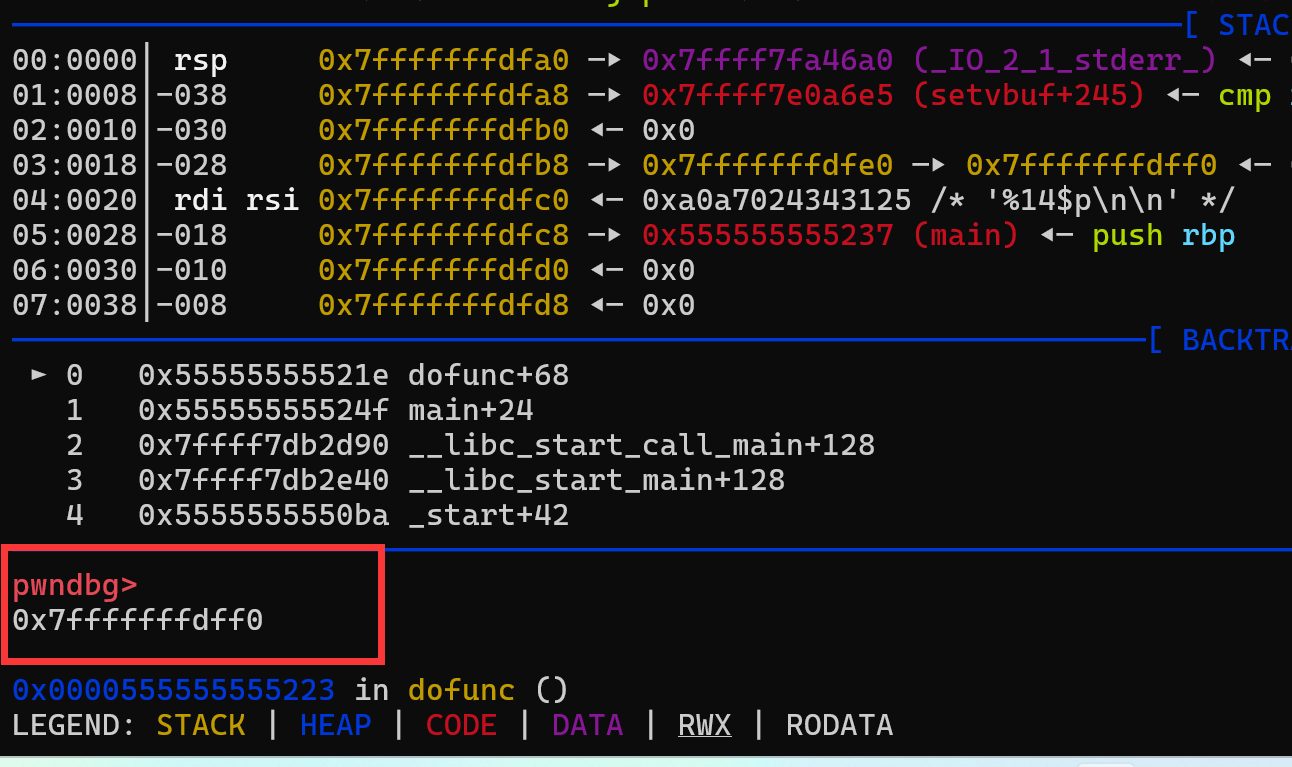 [ STAC
00:0000│ rsp 0x7fffffffdfa0 —▸ 0x7ffff7fa46a0 (_IO_2_1_stderr_) ◂—
01:0008│-038 0x7fffffffdfa8 —▸ 0x7ffff7e0a6e5 (setvbuf+245) ◂— cmp
02:0010│-030 0x7fffffffdfb0 ◂— 0x0
03:0018│-028 0x7fffffffdfb8 —▸ 0x7fffffffdfe0 —▸ 0x7fffffffdff0 ◂—
04:0020│ rdi rsi 0x7fffffffdfc0 ◂— 0xa0a7024343125 /* '%14$p\n\n' */
05:0028│-018 0x7fffffffdfc8 —▸ 0x555555555237 (main) ◂— push rbp
06:0030│-010 0x7fffffffdfd0 ◂— 0x0
07:0038│-008 0x7fffffffdfd8 ◂— 0x0
[ BACKTR
► 0 0x55555555521e dofunc+68
1 0x55555555524f main+24
2 0x7ffff7db2d90 __libc_start_call_main+128
3 0x7ffff7db2e40 __libc_start_main+128
4 0x5555555550ba _start+42
pwndbg>
0x7fffffffdff0
0x0000555555555223 in dofunc ()
LEGEND: STACK | HEAP | CODE | DATA | RWX | RODATA